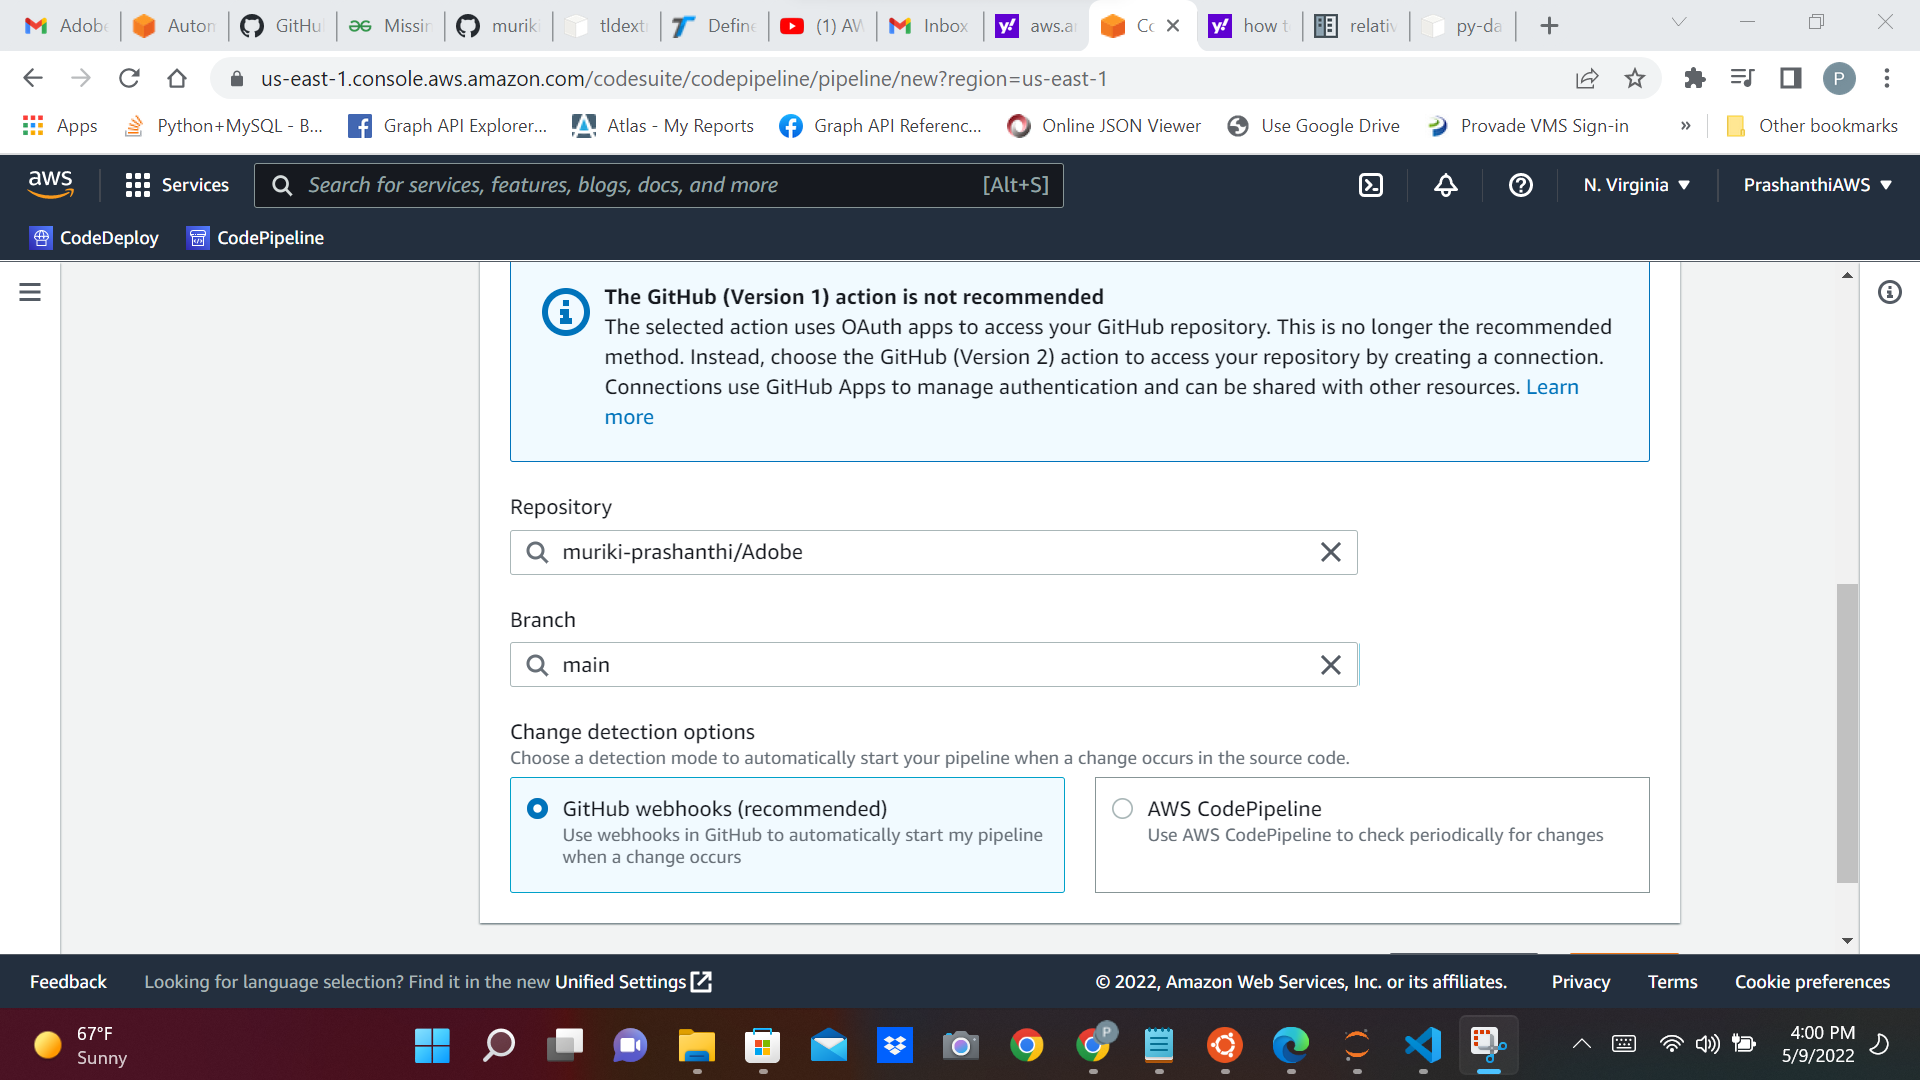 Adobe
Autom
GitHu
Missin
muriki
tldext
Define
(1) AW
Inbox
aws.a
Co
how t
relativ
py-da
us-east-1.console.aws.amazon.com/codesuite/codepipeline/pipeline/new?region=us-east-1
P
Apps
Python+MySQL - B...
Graph API Explorer...
Atlas - My Reports
Graph API Referenc...
Online JSON Viewer
Use Google Drive
Provade VMS Sign-in
»
Other bookmarks
aws
Services
Search for services, features, blogs, docs, and more
[Alt+S]
N. Virginia
PrashanthiAWS
CodeDeploy
CodePipeline
The GitHub (Version 1) action is not recommended
The selected action uses OAuth apps to access your GitHub repository. This is no longer the recommended
method. Instead, choose the GitHub (Version 2) action to access your repository by creating a connection.
Connections use GitHub Apps to manage authentication and can be shared with other resources. Learn
more
Repository
muriki-prashanthi/Adobe
Branch
main
Change detection options
Choose a detection mode to automatically start your pipeline when a change occurs in the source code.
GitHub webhooks (recommended)
Use webhooks in GitHub to automatically start my pipeline
when a change occurs
AWS CodePipeline
Use AWS CodePipeline to check periodically for changes
Feedback
Looking for language selection? Find it in the new Unified Settings
© 2022, Amazon Web Services, Inc. or its affiliates.
Privacy
Terms
Cookie preferences
67°F
Sunny
P
4:00 PM
5/9/2022